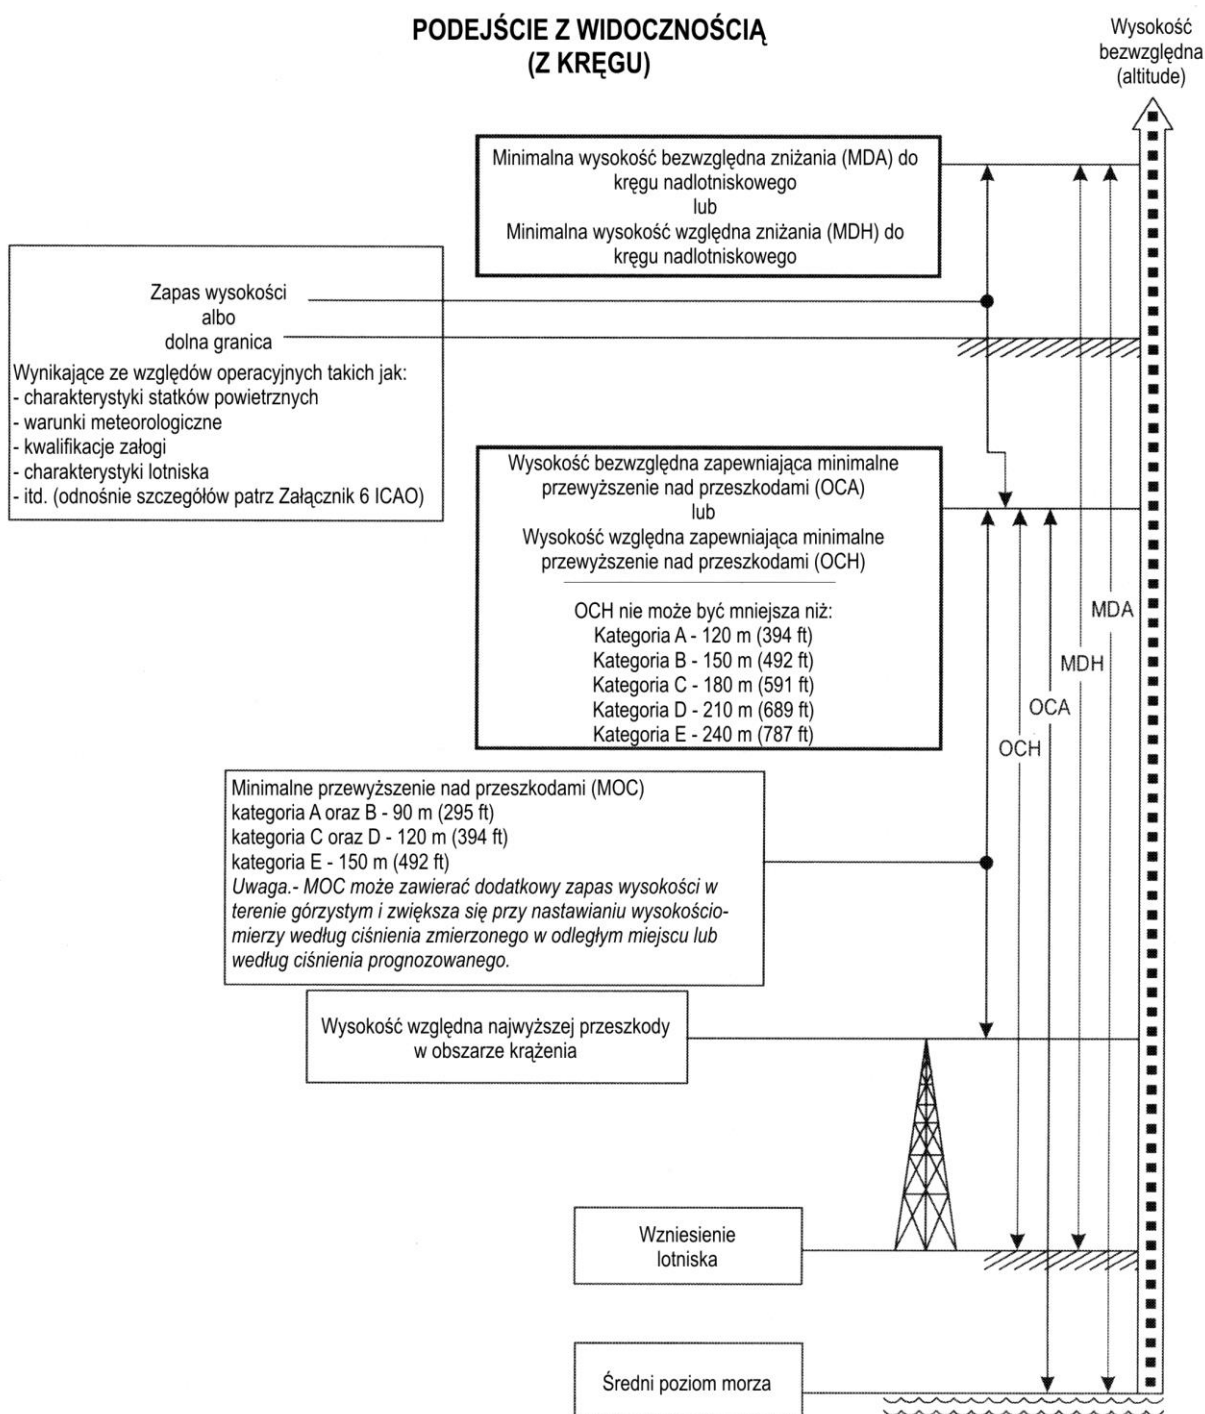 PODEJŚCIE Z WIDOCZNOŚCIĄ
(Z KRĘGU)
Wysokość
bezwzględna
(altitude)
Minimalna wysokość bezwzględna zniżania (MDA) do
kręgu nadlotniskowego
lub
Minimalna wysokość względna zniżania (MDH) do
kręgu nadlotniskowego
Zapas wysokości
albo
dolna granica
Wynikające ze względów operacyjnych takich jak:
- charakterystyki statków powietrznych
- warunki meteorologiczne
- kwalifikacje załogi
- charakterystyki lotniska
- itd. (odnośnie szczegółów patrz Załącznik 6 ICAO)
Wysokość bezwzględna zapewniająca minimalne
przewyższenie nad przeszkodami (OCA)
lub
Wysokość względna zapewniająca minimalne
przewyższenie nad przeszkodami (OCH)
OCH nie może być mniejsza niż:
Kategoria A - 120 m (394 ft)
Kategoria B - 150 m (492 ft)
Kategoria C - 180 m (591 ft)
Kategoria D - 210 m (689 ft)
Kategoria E - 240 m (787 ft)
MDA
MDH
OCA
OCH
Minimalne przewyższenie nad przeszkodami (MOC)
kategoria A oraz B - 90 m (295 ft)
kategoria C oraz D - 120 m (394 ft)
kategoria E - 150 m (492 ft)
Uwaga.- MOC może zawierać dodatkowy zapas wysokości w
terenie górzystym i zwiększa się przy nastawianiu wysokościo-
mierzy według ciśnienia zmierzonego w odległym miejscu lub
według ciśnienia prognozowanego.
Wysokość względna najwyższej przeszkody
w obszarze krążenia
Wzniesienie
lotniska
Średni poziom morza